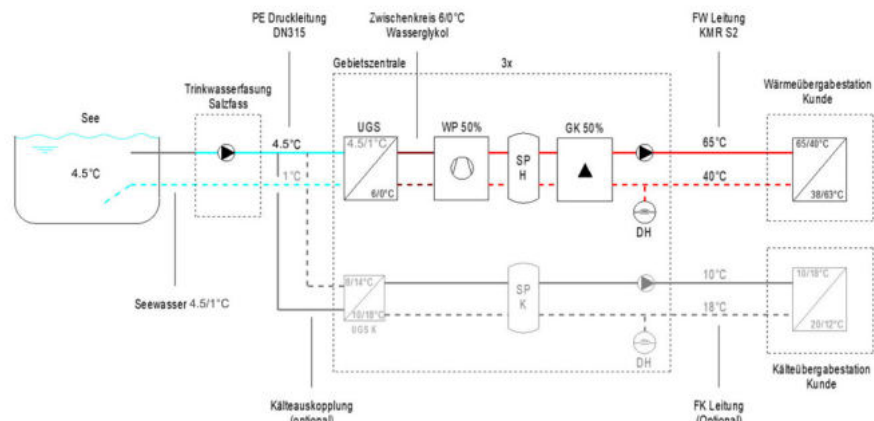 PE Druckleitung
DN315
Zwischenkreis 6/0°C
Wasserglykol
FW Leitung
KMR S2
Gebietszentrale
3x
Trinkwasserfassung
Salzfass
Wärmeübergabestation
Kunde
See
4.5°C
4.5°C
1°C
UGS
4.5/1°C
6/0°C
WP 50%
SP
H
GK 50%
65°C
40°C
65/40°C
38/63°C
DH
Seewasser 4.5/1°C
8/14°C
10/18°C
UGS K
SP
K
10°C
18°C
10/18°C
20/12°C
DH
Kälteübergabestation
Kunde
Kälteauskopplung
(optional)
FK Leitung
(Optional)